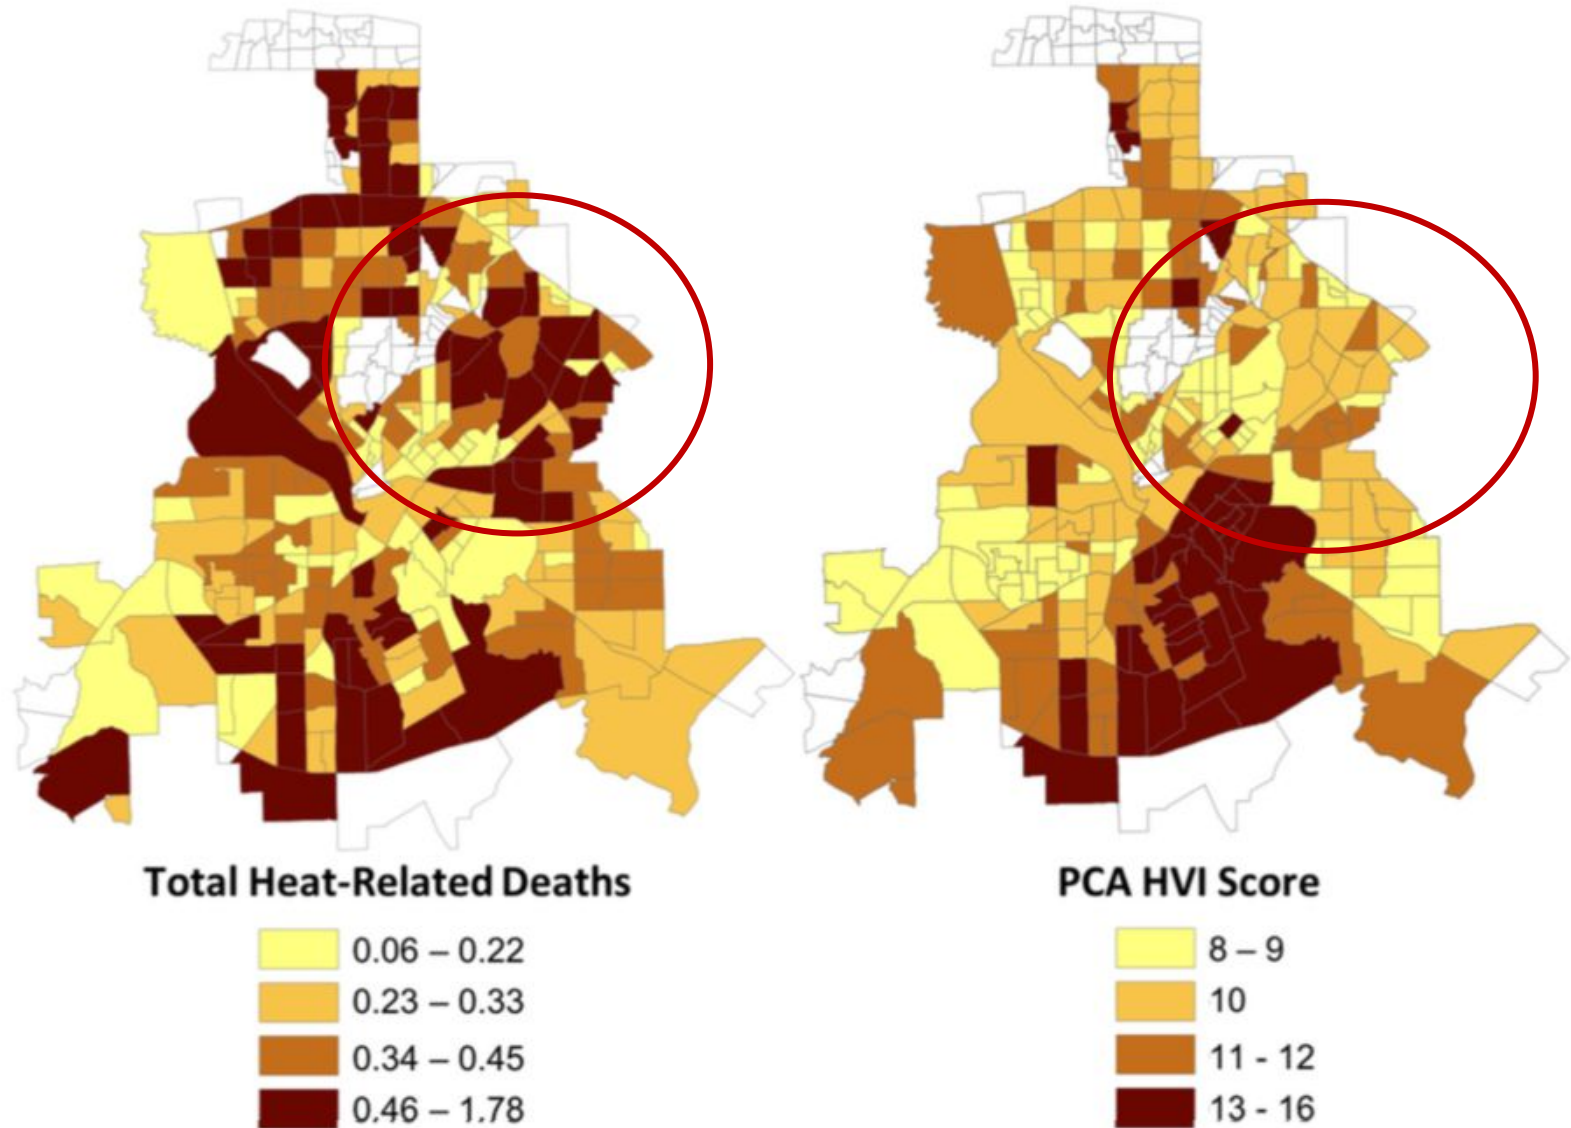 Total Heat-Related Deaths
0.06 – 0.22
0.23 – 0.33
0.34 – 0.45
0.46 – 1.78
PCA HVI Score
8 – 9
10
11 - 12
13 - 16